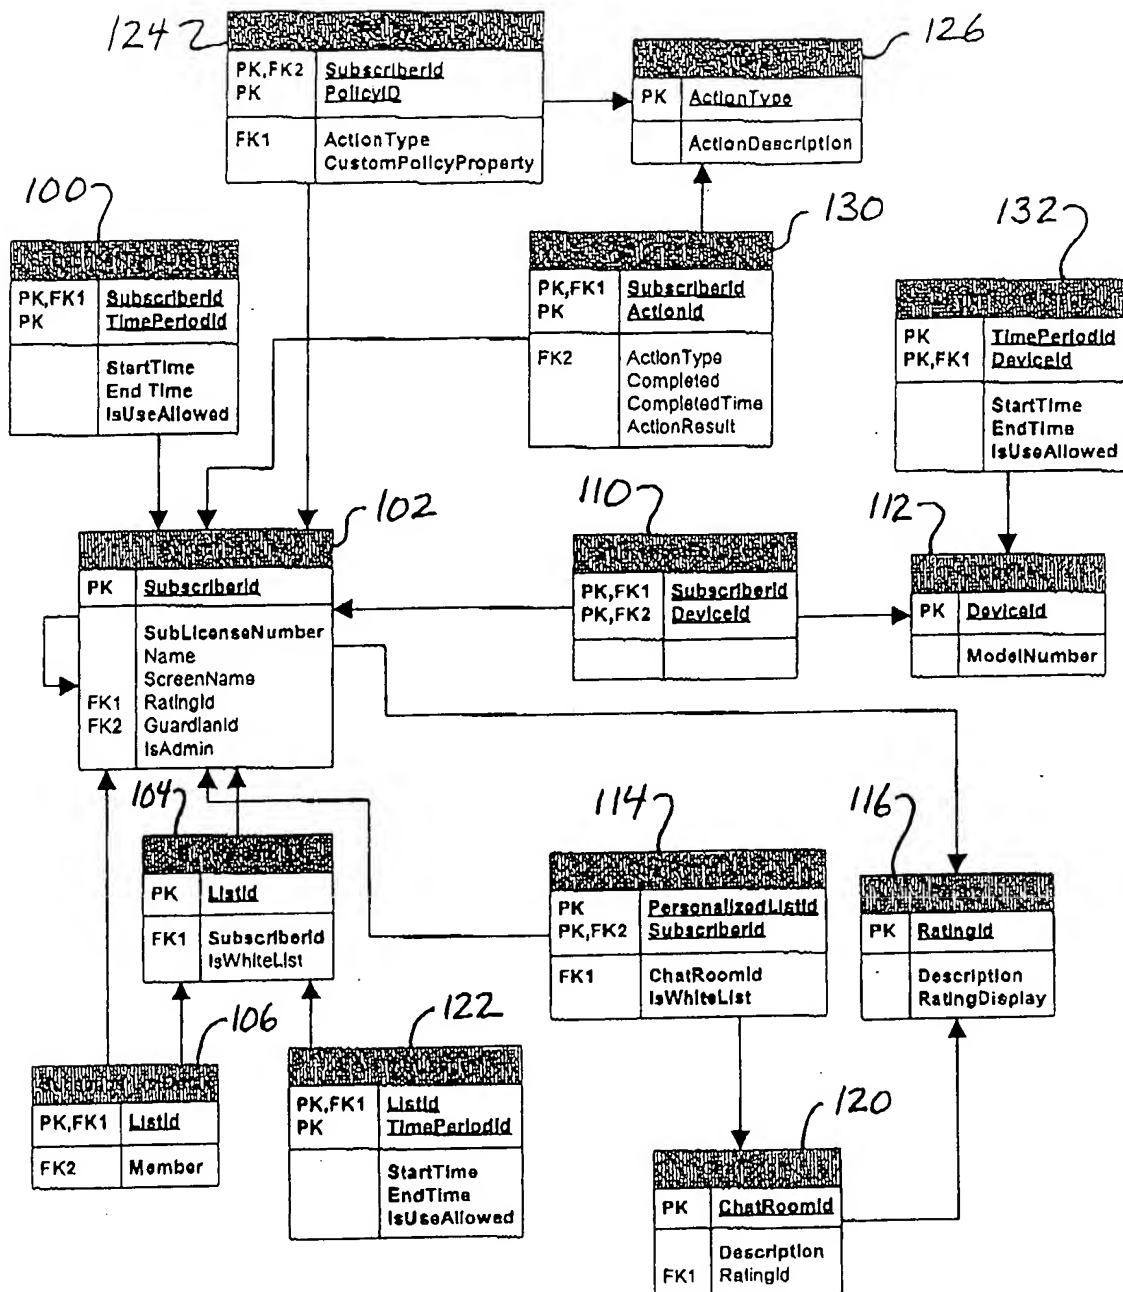 124
PK,FK2 SubscriberId
PK PolicyID
FK1 ActionType
CustomPolicyProperty
126
PK ActionType
ActionDescription
100
PK,FK1 SubscriberId
PK TimePeriodId
StartTime
End Time
IsUseAllowed
130
PK,FK1 SubscriberId
PK ActionId
FK2 ActionType
Completed
CompletedTime
ActionResult
132
PK TimePeriodId
PK,FK1 DeviceId
StartTime
EndTime
IsUseAllowed
102
PK SubscriberId
SubLicenseNumber
Name
ScreenName
FK1 RatingId
FK2 GuardianId
IsAdmin
110
PK,FK1 SubscriberId
PK,FK2 DeviceId
112
PK DeviceId
ModelNumber
104
PK ListId
FK1 SubscriberId
IsWhiteList
114
PK PersonalizedListId
PK,FK2 SubscriberId
FK1 ChatRoomId
IsWhiteList
116
PK RatingId
Description
RatingDisplay
106
PK,FK1 ListId
FK2 Member
122
PK,FK1 ListId
PK TimePeriodId
StartTime
EndTime
IsUseAllowed
120
PK ChatRoomId
Description
FK1 RatingId